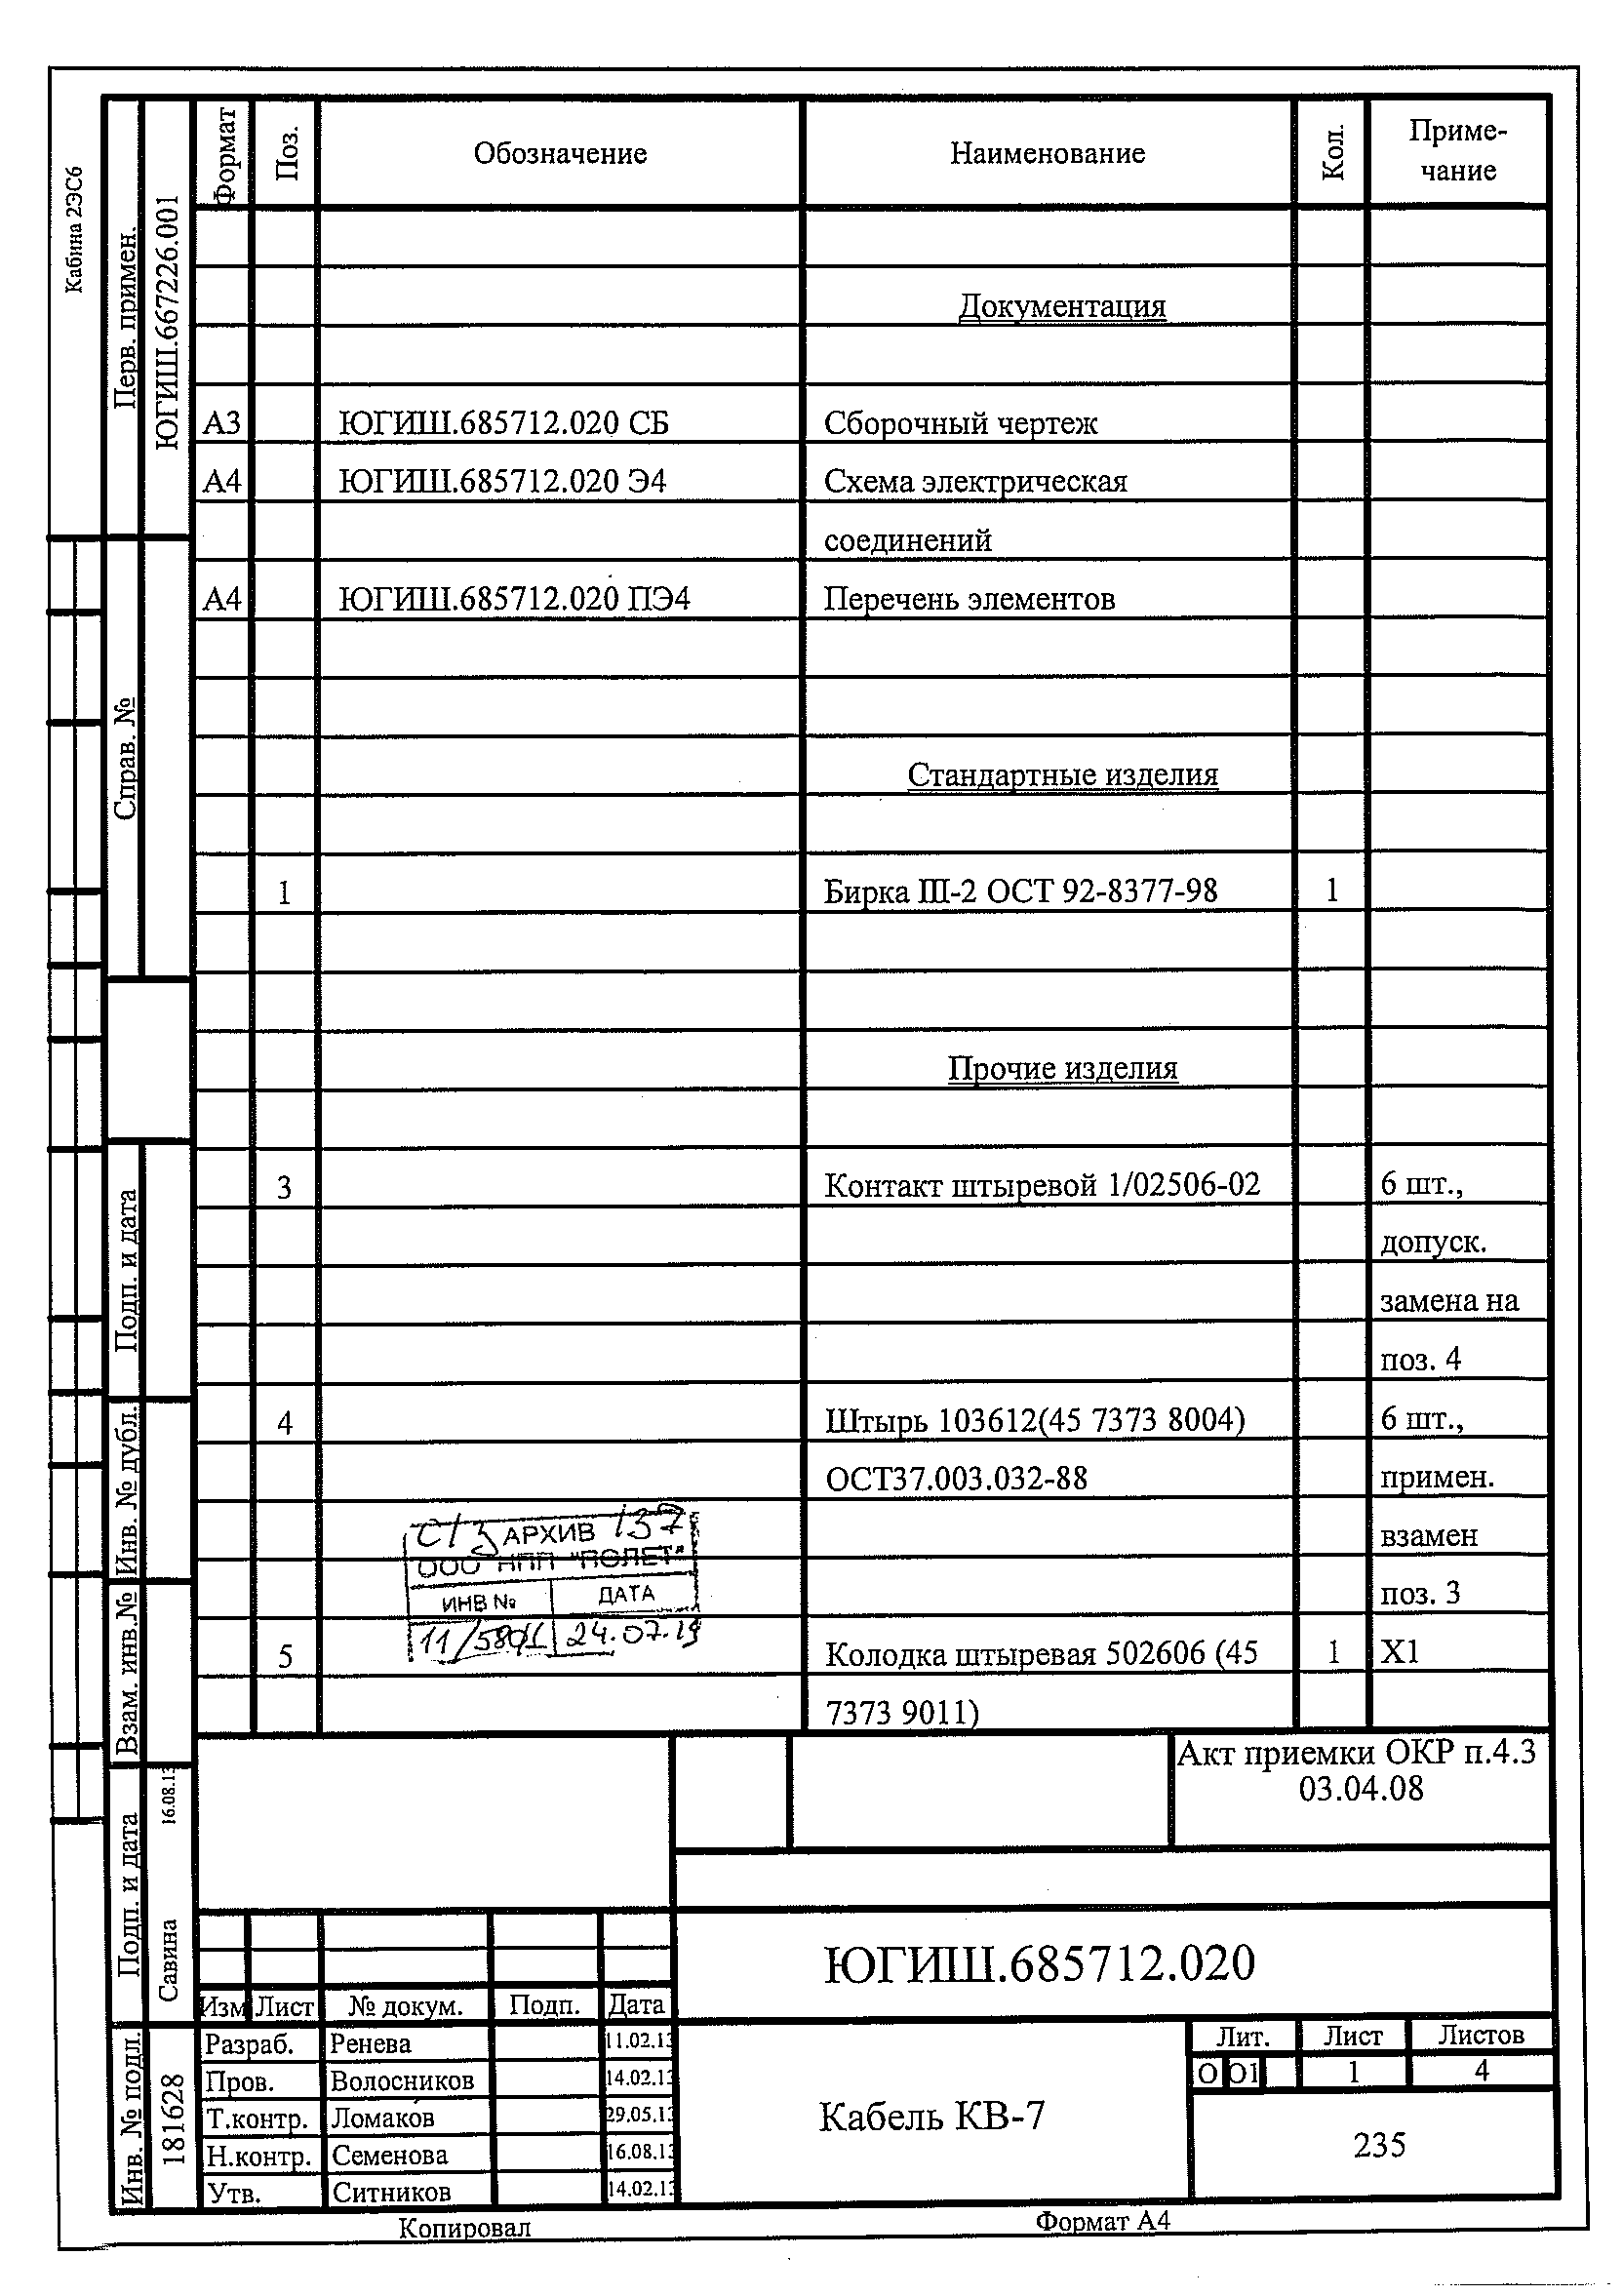 Кабина 2ЭС6
Перв. примен.
ЮГИШ.667226.001
Справ. №
Подп. и дата
Инв. № дубл.
Взам. инв.№
Подп. и дата
Савина 16.08.13
Инв. № подл.
181628
Формат Поз. Обозначение Наименование Кол. Приме-
чание
Документация
А3 ЮГИШ.685712.020 СБ Сборочный чертеж
А4 ЮГИШ.685712.020 Э4 Схема электрическая
соединений
А4 ЮГИШ.685712.020 ПЭ4 Перечень элементов
Стандартные изделия
1 Бирка III-2 ОСТ 92-8377-98 1
Прочие изделия
3 Контакт штыревой 1/02506-02 6 шт.,
допуск.
замена на
поз. 4
4 Штырь 103612(45 7373 8004) 6 шт.,
ОСТ37.003.032-88 примен.
взамен
поз. 3
АРХИВ 137
ООО НПП "ПОЛЕТ"
ИНВ № ДАТА
24.07.19
5 Колодка штыревая 502606 (45 1 X1
7373 9011)
Акт приемки ОКР п.4.3
03.04.08
ЮГИШ.685712.020
Изм Лист № докум. Подп. Дата
Разраб. Ренева 11.02.13
Пров. Волосников 14.02.13
Т.контр. Ломаков 29.05.13
Н.контр. Семенова 16.08.13
Утв. Ситников 14.02.13
Кабель КВ-7
Лит. Лист Листов
О О1 1 4
235
Копировал Формат А4